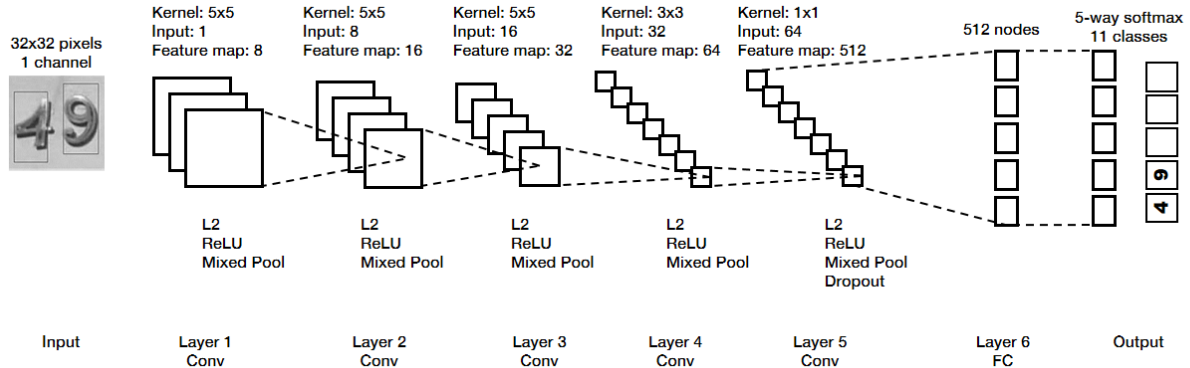 32x32 pixels
1 channel
49
Kernel: 5x5
Input: 1
Feature map: 8
Kernel: 5x5
Input: 8
Feature map: 16
Kernel: 5x5
Input: 16
Feature map: 32
Kernel: 3x3
Input: 32
Feature map: 64
Kernel: 1x1
Input: 64
Feature map: 512
512 nodes
5-way softmax
11 classes
9
4
L2
ReLU
Mixed Pool
L2
ReLU
Mixed Pool
L2
ReLU
Mixed Pool
L2
ReLU
Mixed Pool
L2
ReLU
Mixed Pool
Dropout
Input
Layer 1
Conv
Layer 2
Conv
Layer 3
Conv
Layer 4
Conv
Layer 5
Conv
Layer 6
FC
Output